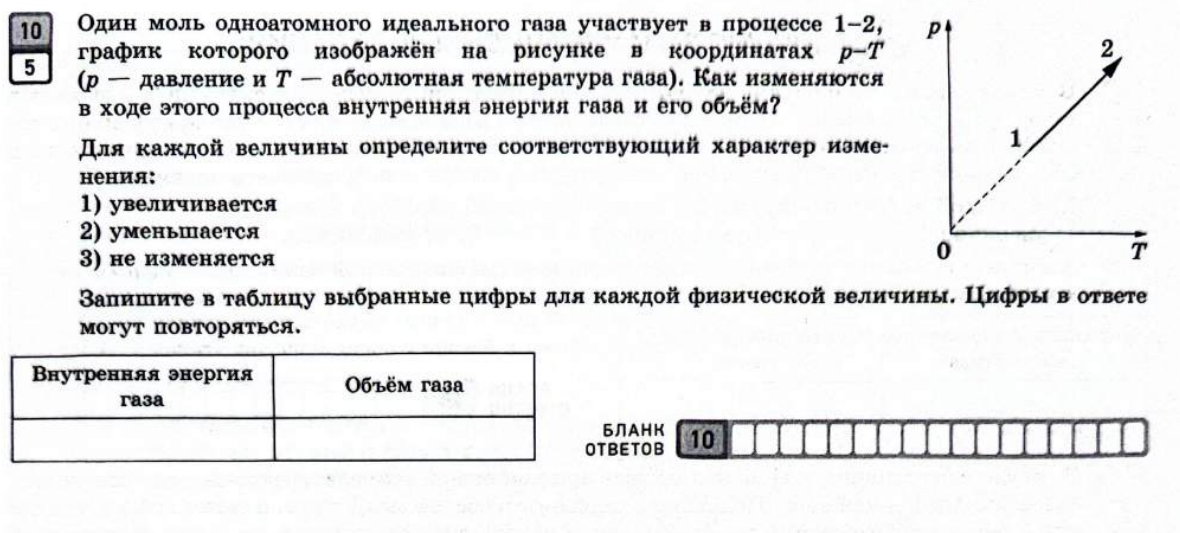 10
5
Один моль одноатомного идеального газа участвует в процессе 1–2,
график которого изображён на рисунке в координатах p–T
(p — давление и T — абсолютная температура газа). Как изменяются
в ходе этого процесса внутренняя энергия газа и его объём?
Для каждой величины определите соответствующий характер изме-
нения:
1) увеличивается
2) уменьшается
3) не изменяется
p
2
1
0
T
Запишите в таблицу выбранные цифры для каждой физической величины. Цифры в ответе
могут повторяться.
Внутренняя энергия
газа
Объём газа
БЛАНК
ОТВЕТОВ
10